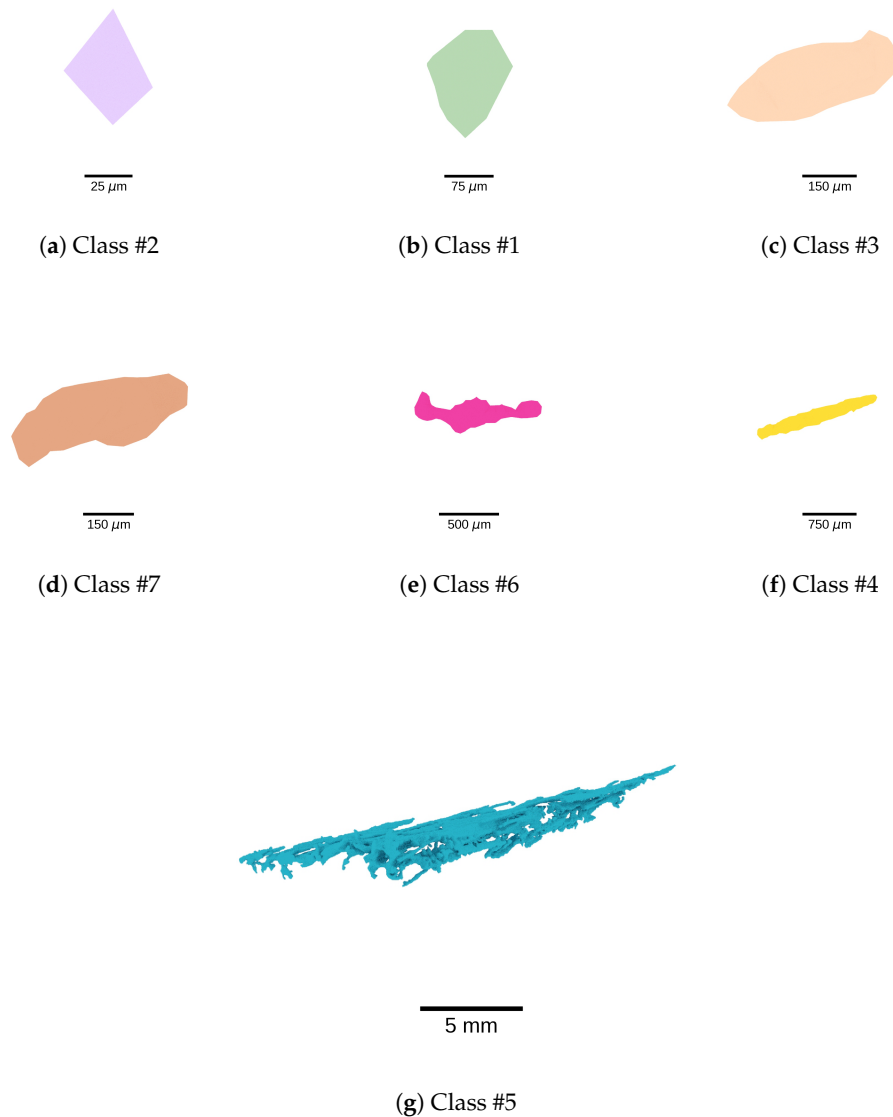 25 μm
75 μm
150 μm
(a) Class #2
(b) Class #1
(c) Class #3
150 μm
500 μm
750 μm
(d) Class #7
(e) Class #6
(f) Class #4
5 mm
(g) Class #5